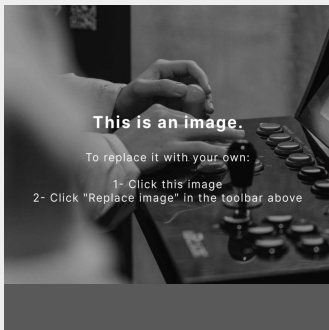 This is an image.
To replace it with your own:
1- Click this image
2- Click "Replace image" in the toolbar above